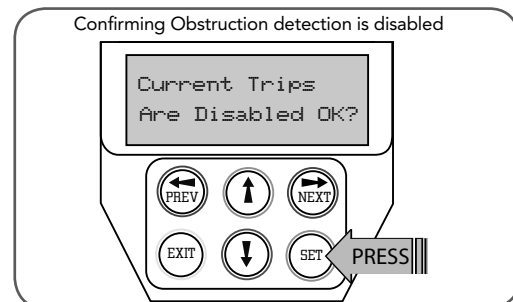 Confirming Obstruction detection is disabled
Current Trips
Are Disabled OK?
PREV
NEXT
EXIT
SET
PRESS